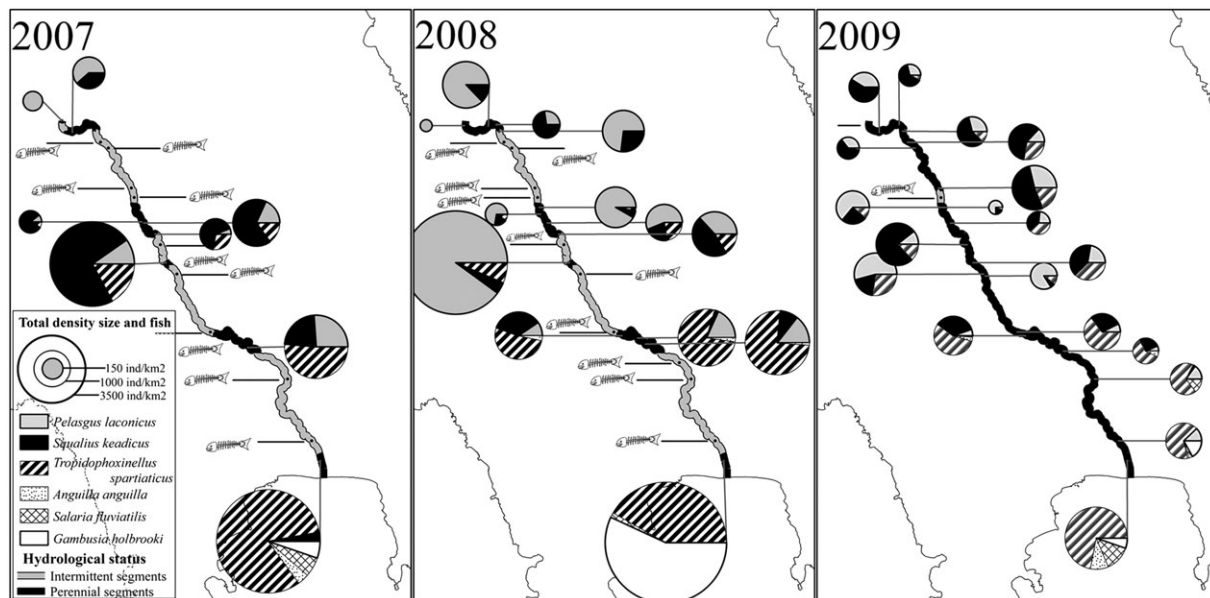 2007
2008
2009
Total density size and fish
150 ind/km2
1000 ind/km2
3500 ind/km2
Pelasgus laconicus
Squalius keadicus
Tropidophoxinellus
spartiaticus
Anguilla anguilla
Salaria fluviatilis
Gambusia holbrooki
Hydrological status
Intermittent segments
Perennial segments